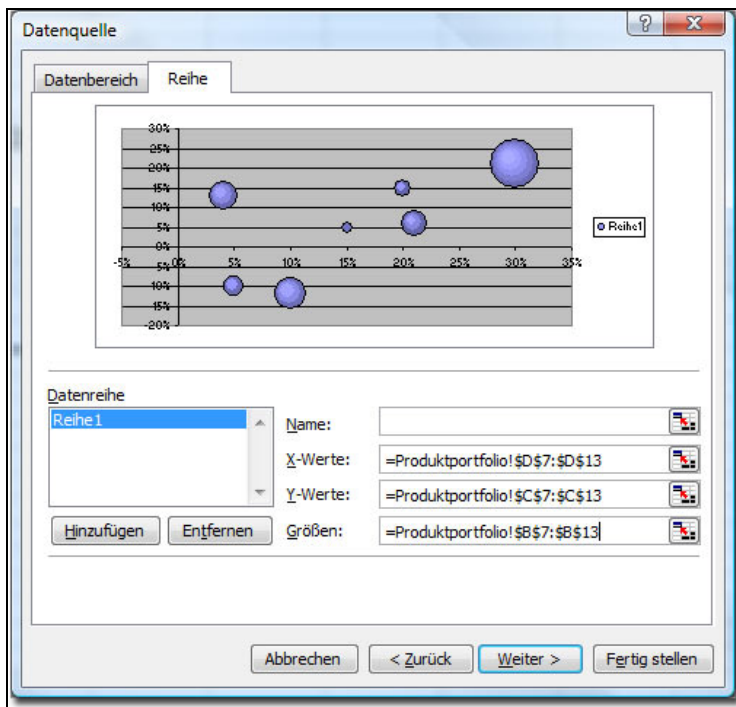 Datenquelle
Datenbereich Reihe
30%
25%
20%
15%
10%
5%
0%
-5% 0% 5% 10% 15% 20% 25% 30% 35%
5%
10%
15%
-20%
Reihe1
Datenreihe
Reihe1
Name:
X-Werte: =Produktportfolio!$D$7:$D$13
Y-Werte: =Produktportfolio!$C$7:$C$13
Hinzufügen Entfernen Größen: =Produktportfolio!$B$7:$B$13
Abbrechen < Zurück Weiter > Fertig stellen